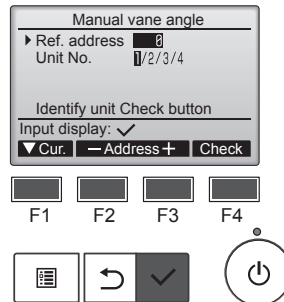 Manual vane angle
Ref. address 0
Unit No. 1/2/3/4
Identify unit Check button
Input display: ✓
▼ Cur. − Address + Check
F1 F2 F3 F4